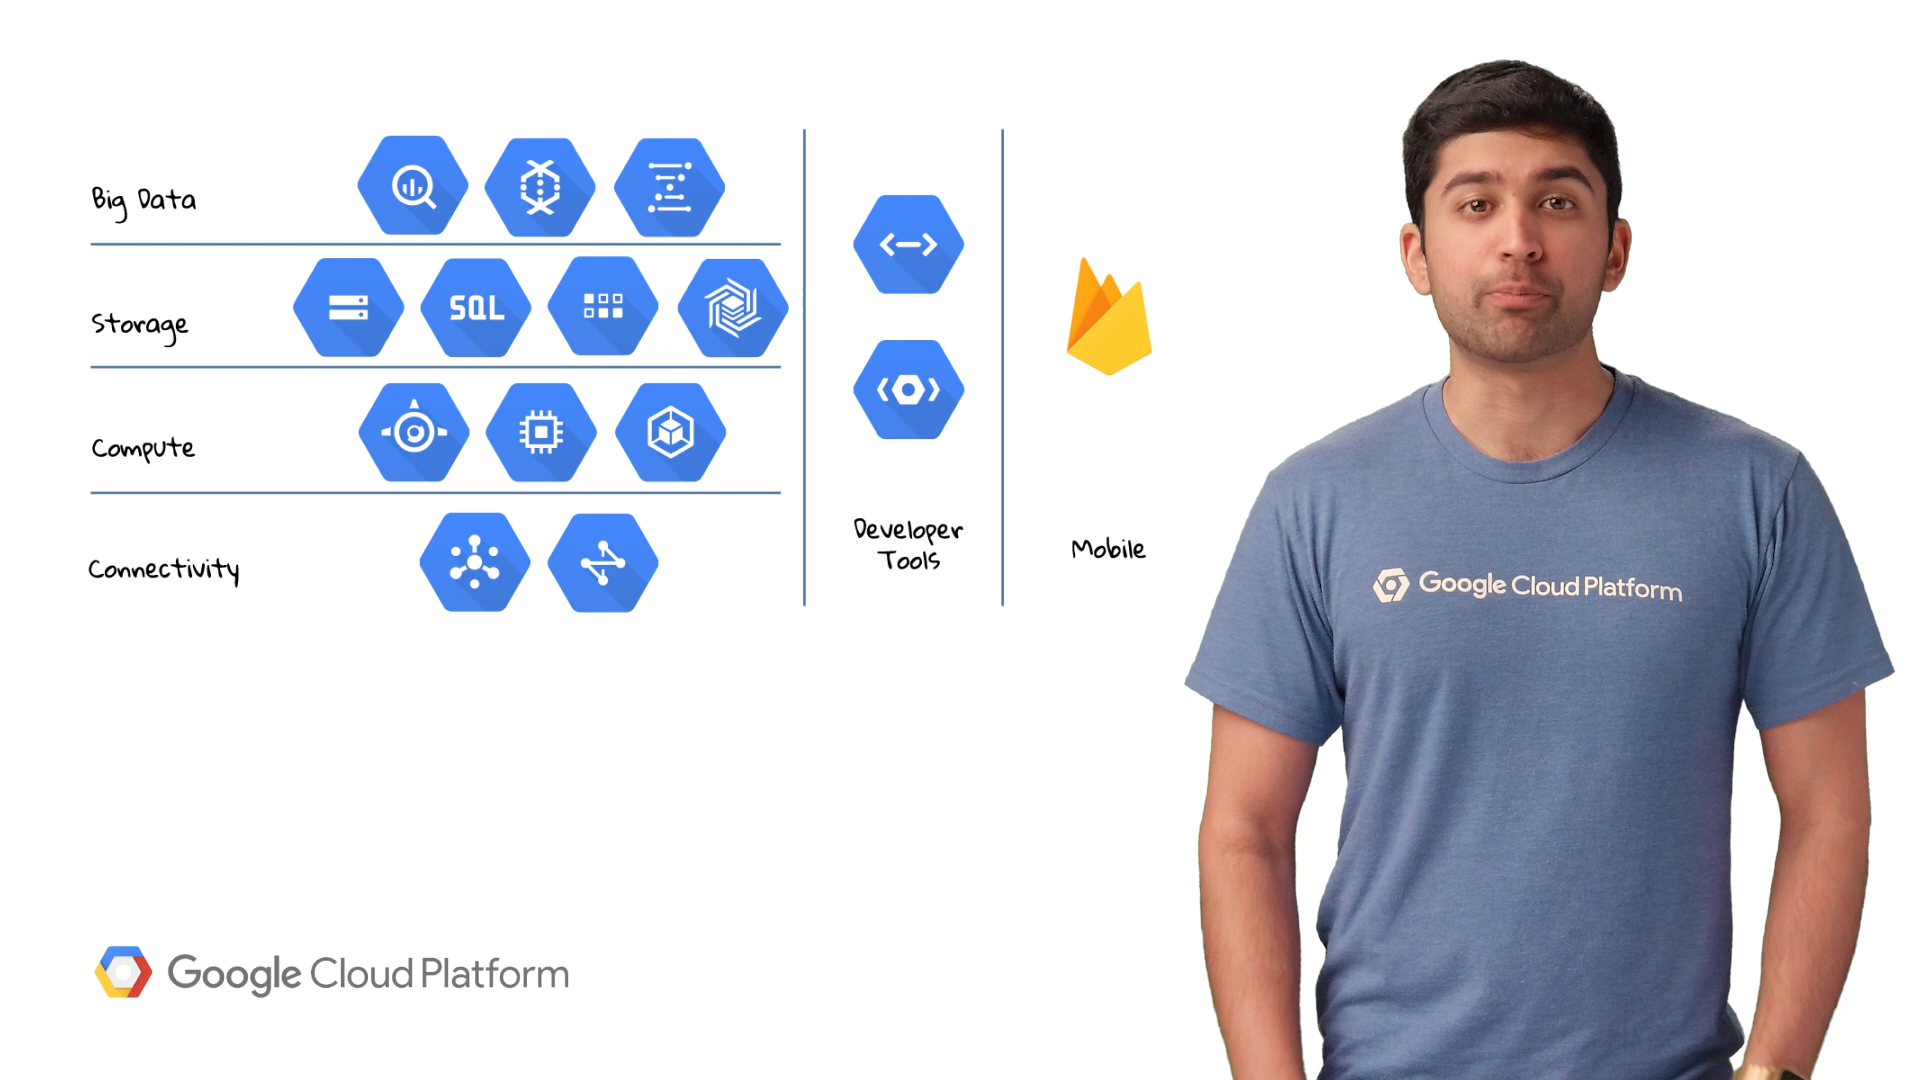 Big Data
Storage
SQL
Compute
Connectivity
Developer
Tools
Mobile
Google Cloud Platform
Google Cloud Platform